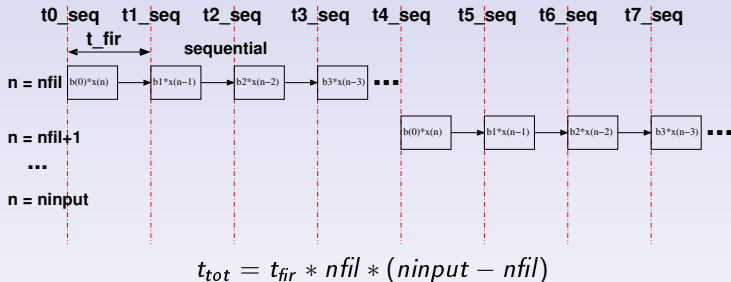 t0_seq t1_seq t2_seq t3_seq t4_seq t5_seq t6_seq t7_seq
t_fir sequential
n = nfil b(0)*x(n) b1*x(n−1) b2*x(n−2) b3*x(n−3) ...
n = nfil+1 b(0)*x(n) b1*x(n−1) b2*x(n−2) b3*x(n−3) ...
...
n = ninput
t_tot = t_fir * nfil * (ninput − nfil)